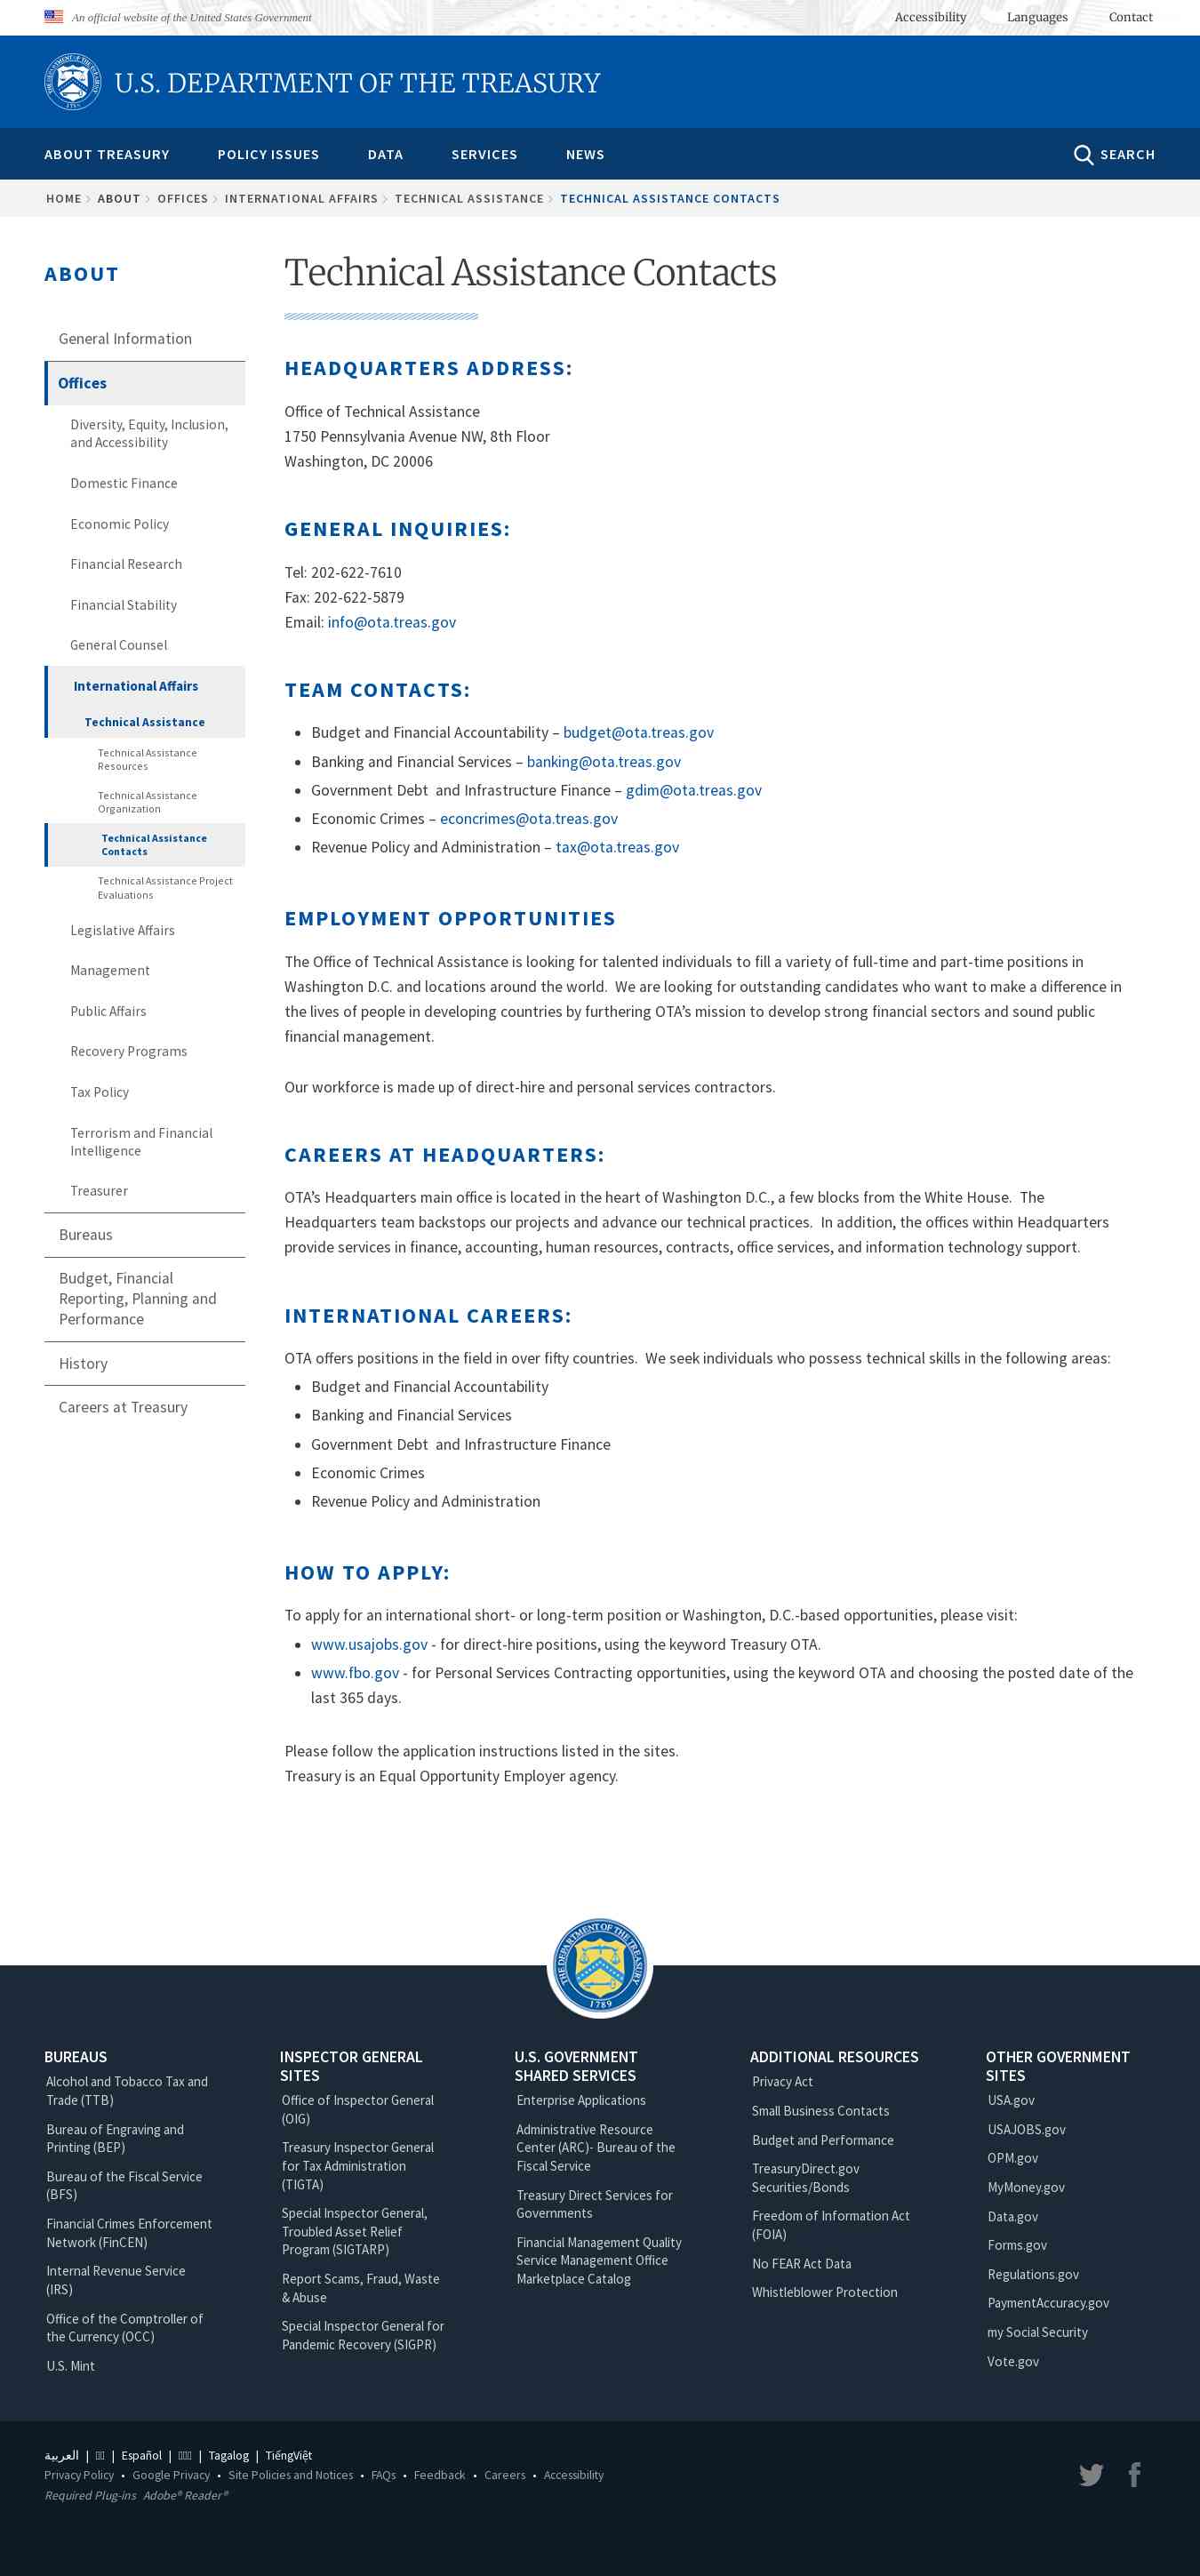 An official website of the United States Government
Accessibility Languages Contact
U.S. DEPARTMENT OF THE TREASURY
ABOUT TREASURY POLICY ISSUES DATA SERVICES NEWS SEARCH
HOME ABOUT OFFICES INTERNATIONAL AFFAIRS TECHNICAL ASSISTANCE TECHNICAL ASSISTANCE CONTACTS
ABOUT
General Information
Offices
Diversity, Equity, Inclusion,
and Accessibility
Domestic Finance
Economic Policy
Financial Research
Financial Stability
General Counsel
International Affairs
Technical Assistance
Technical Assistance
Resources
Technical Assistance
Organization
Technical Assistance
Contacts
Technical Assistance Project
Evaluations
Legislative Affairs
Management
Public Affairs
Recovery Programs
Tax Policy
Terrorism and Financial
Intelligence
Treasurer
Bureaus
Budget, Financial
Reporting, Planning and
Performance
History
Careers at Treasury
Technical Assistance Contacts
HEADQUARTERS ADDRESS:
Office of Technical Assistance
1750 Pennsylvania Avenue NW, 8th Floor
Washington, DC 20006
GENERAL INQUIRIES:
Tel: 202-622-7610
Fax: 202-622-5879
Email: info@ota.treas.gov
TEAM CONTACTS:
• Budget and Financial Accountability – budget@ota.treas.gov
• Banking and Financial Services – banking@ota.treas.gov
• Government Debt and Infrastructure Finance – gdim@ota.treas.gov
• Economic Crimes – econcrimes@ota.treas.gov
• Revenue Policy and Administration – tax@ota.treas.gov
EMPLOYMENT OPPORTUNITIES
The Office of Technical Assistance is looking for talented individuals to fill a variety of full-time and part-time positions in
Washington D.C. and locations around the world. We are looking for outstanding candidates who want to make a difference in
the lives of people in developing countries by furthering OTA’s mission to develop strong financial sectors and sound public
financial management.
Our workforce is made up of direct-hire and personal services contractors.
CAREERS AT HEADQUARTERS:
OTA’s Headquarters main office is located in the heart of Washington D.C., a few blocks from the White House. The
Headquarters team backstops our projects and advance our technical practices. In addition, the offices within Headquarters
provide services in finance, accounting, human resources, contracts, office services, and information technology support.
INTERNATIONAL CAREERS:
OTA offers positions in the field in over fifty countries. We seek individuals who possess technical skills in the following areas:
• Budget and Financial Accountability
• Banking and Financial Services
• Government Debt and Infrastructure Finance
• Economic Crimes
• Revenue Policy and Administration
HOW TO APPLY:
To apply for an international short- or long-term position or Washington, D.C.-based opportunities, please visit:
• www.usajobs.gov - for direct-hire positions, using the keyword Treasury OTA.
• www.fbo.gov - for Personal Services Contracting opportunities, using the keyword OTA and choosing the posted date of the
last 365 days.
Please follow the application instructions listed in the sites.
Treasury is an Equal Opportunity Employer agency.
THE DEPARTMENT OF THE TREASURY
1789
BUREAUS
Alcohol and Tobacco Tax and
Trade (TTB)
Bureau of Engraving and
Printing (BEP)
Bureau of the Fiscal Service
(BFS)
Financial Crimes Enforcement
Network (FinCEN)
Internal Revenue Service
(IRS)
Office of the Comptroller of
the Currency (OCC)
U.S. Mint
INSPECTOR GENERAL
SITES
Office of Inspector General
(OIG)
Treasury Inspector General
for Tax Administration
(TIGTA)
Special Inspector General,
Troubled Asset Relief
Program (SIGTARP)
Report Scams, Fraud, Waste
& Abuse
Special Inspector General for
Pandemic Recovery (SIGPR)
U.S. GOVERNMENT
SHARED SERVICES
Enterprise Applications
Administrative Resource
Center (ARC)- Bureau of the
Fiscal Service
Treasury Direct Services for
Governments
Financial Management Quality
Service Management Office
Marketplace Catalog
ADDITIONAL RESOURCES
Privacy Act
Small Business Contacts
Budget and Performance
TreasuryDirect.gov
Securities/Bonds
Freedom of Information Act
(FOIA)
No FEAR Act Data
Whistleblower Protection
OTHER GOVERNMENT
SITES
USA.gov
USAJOBS.gov
OPM.gov
MyMoney.gov
Data.gov
Forms.gov
Regulations.gov
PaymentAccuracy.gov
my Social Security
Vote.gov
العربية | | Español | | Tagalog | TiếngViệt
Privacy Policy • Google Privacy • Site Policies and Notices • FAQs • Feedback • Careers • Accessibility
Required Plug-ins Adobe® Reader®